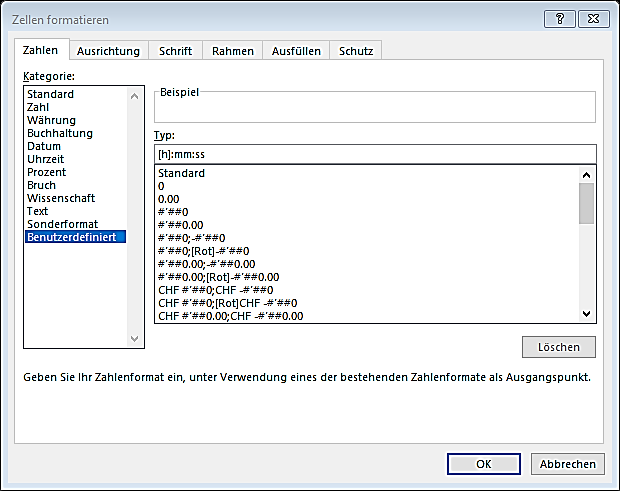 Zellen formatieren
Zahlen Ausrichtung Schrift Rahmen Ausfüllen Schutz
Kategorie:
Standard
Zahl
Währung
Buchhaltung
Datum
Uhrzeit
Prozent
Bruch
Wissenschaft
Text
Sonderformat
Benutzerdefiniert
Beispiel
Typ:
[h]:mm:ss
Standard
0
0.00
#'##0
#'##0.00
#'##0;-#'##0
#'##0;[Rot]-#'##0
#'##0.00;-#'##0.00
#'##0.00;[Rot]-#'##0.00
CHF #'##0;CHF -#'##0
CHF #'##0;[Rot]CHF -#'##0
CHF #'##0.00;CHF -#'##0.00
Löschen
Geben Sie Ihr Zahlenformat ein, unter Verwendung eines der bestehenden Zahlenformate als Ausgangspunkt.
OK Abbrechen